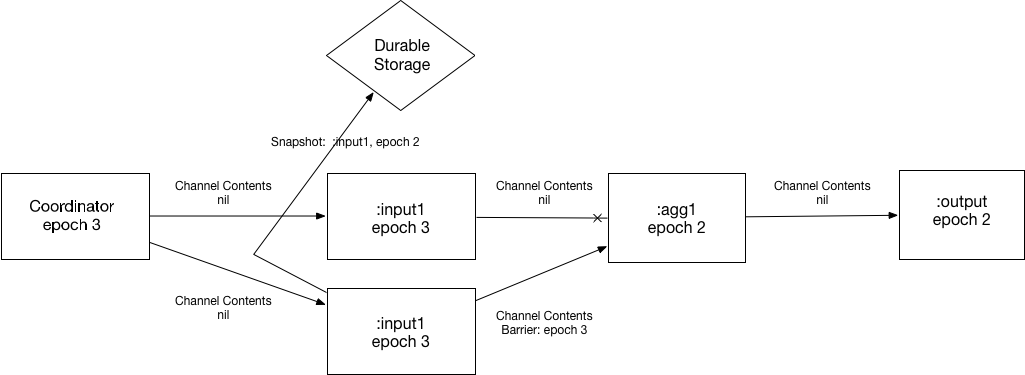 Durable
Storage
Snapshot: :input1, epoch 2
Channel Contents
nil
Channel Contents
nil
Channel Contents
nil
Coordinator
epoch 3
:input1
epoch 3
:agg1
epoch 2
:output
epoch 2
Channel Contents
nil
:input1
epoch 3
Channel Contents
Barrier: epoch 3